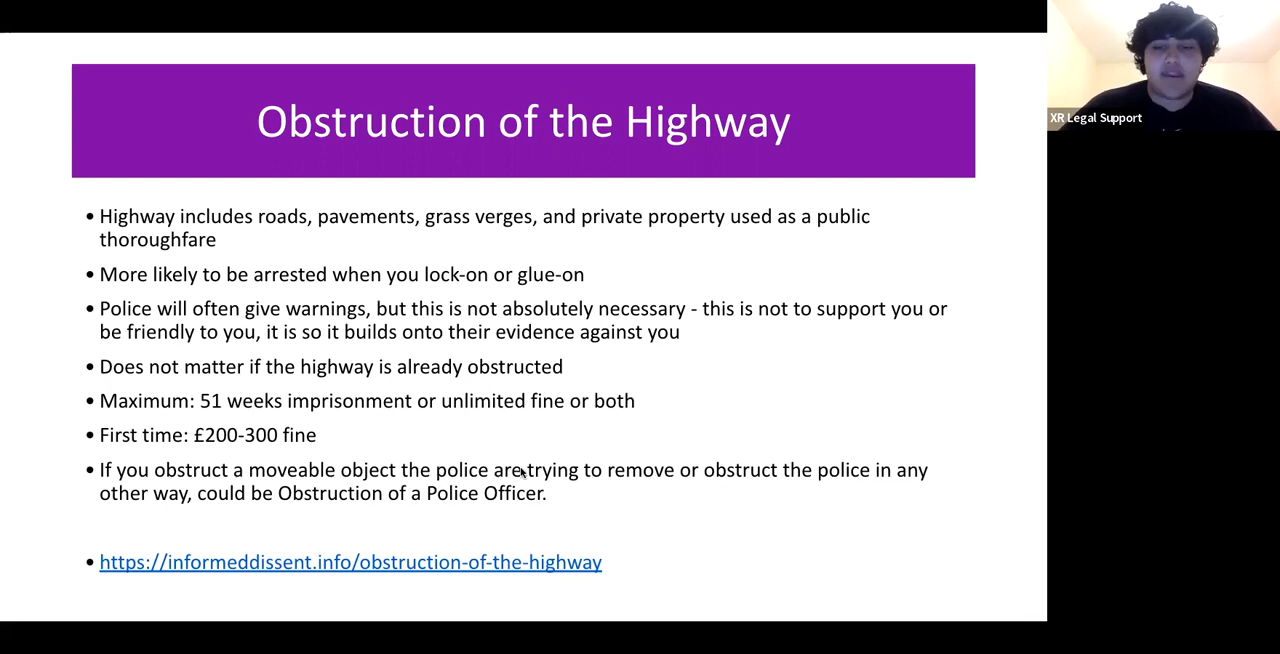 Obstruction of the Highway
XR Legal Support
• Highway includes roads, pavements, grass verges, and private property used as a public
thoroughfare
• More likely to be arrested when you lock-on or glue-on
• Police will often give warnings, but this is not absolutely necessary - this is not to support you or
be friendly to you, it is so it builds onto their evidence against you
• Does not matter if the highway is already obstructed
• Maximum: 51 weeks imprisonment or unlimited fine or both
• First time: £200-300 fine
• If you obstruct a moveable object the police are trying to remove or obstruct the police in any
other way, could be Obstruction of a Police Officer.
• https://informeddissent.info/obstruction-of-the-highway